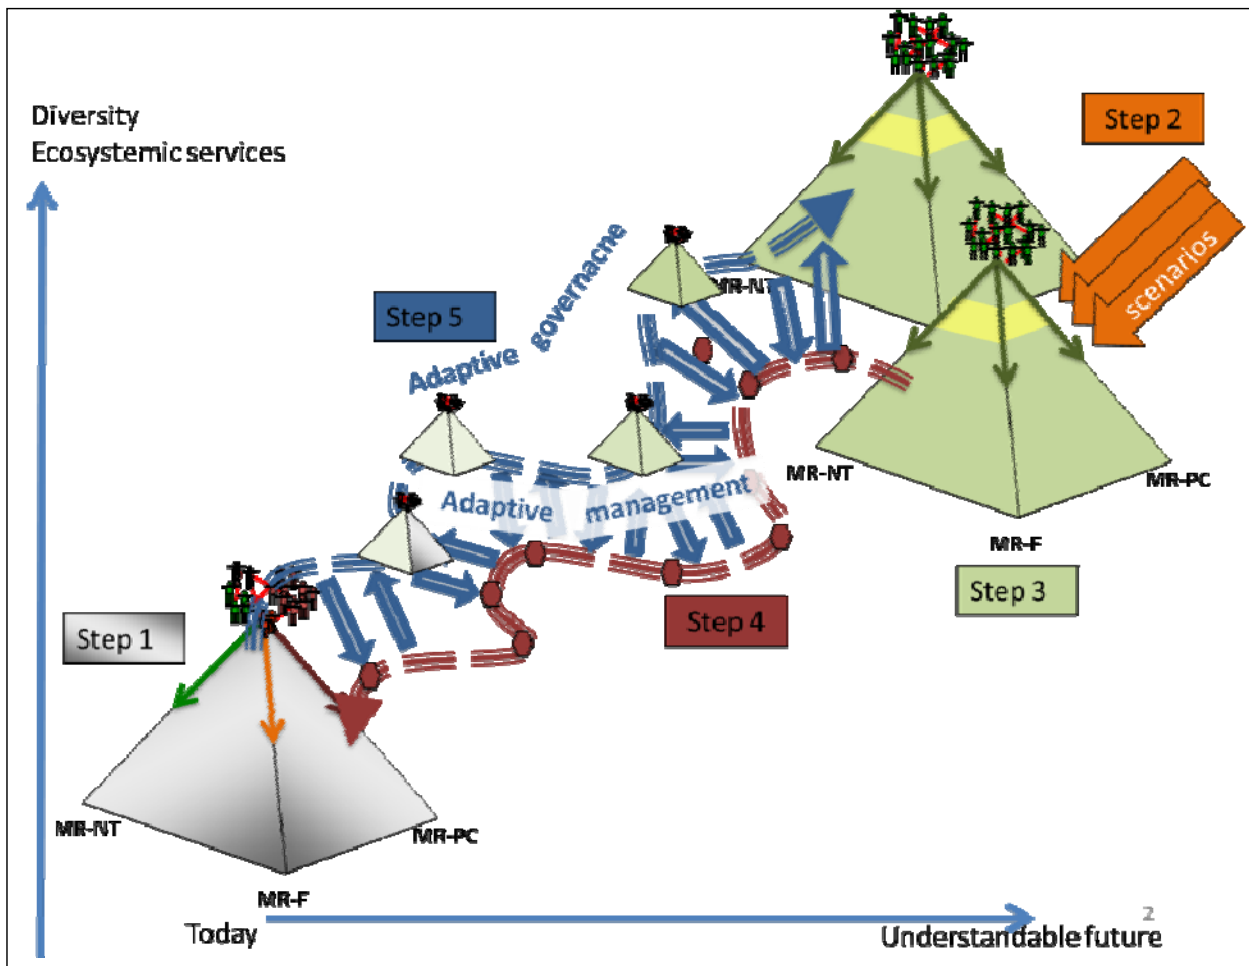 Diversity
Ecosystemic services
Step 2
scenarios
Step 5
Adaptive governacne
MR-NT
Adaptive management
MR-NT
MR-PC
MR-F
Step 3
Step 4
Step 1
MR-NT
MR-PC
MR-F
Today
Understandable future
2